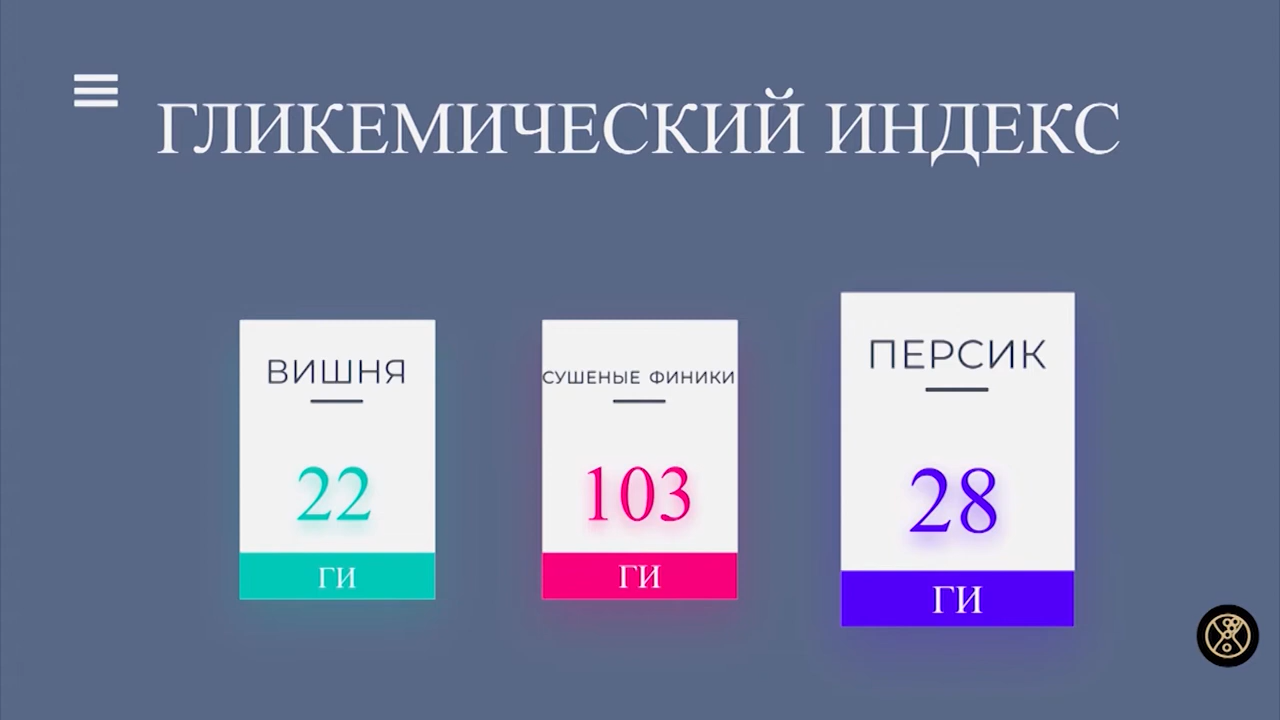 ГЛИКЕМИЧЕСКИЙ ИНДЕКС
ВИШНЯ
22
ГИ
СУШЕНЫЕ ФИНИКИ
103
ГИ
ПЕРСИК
28
ГИ